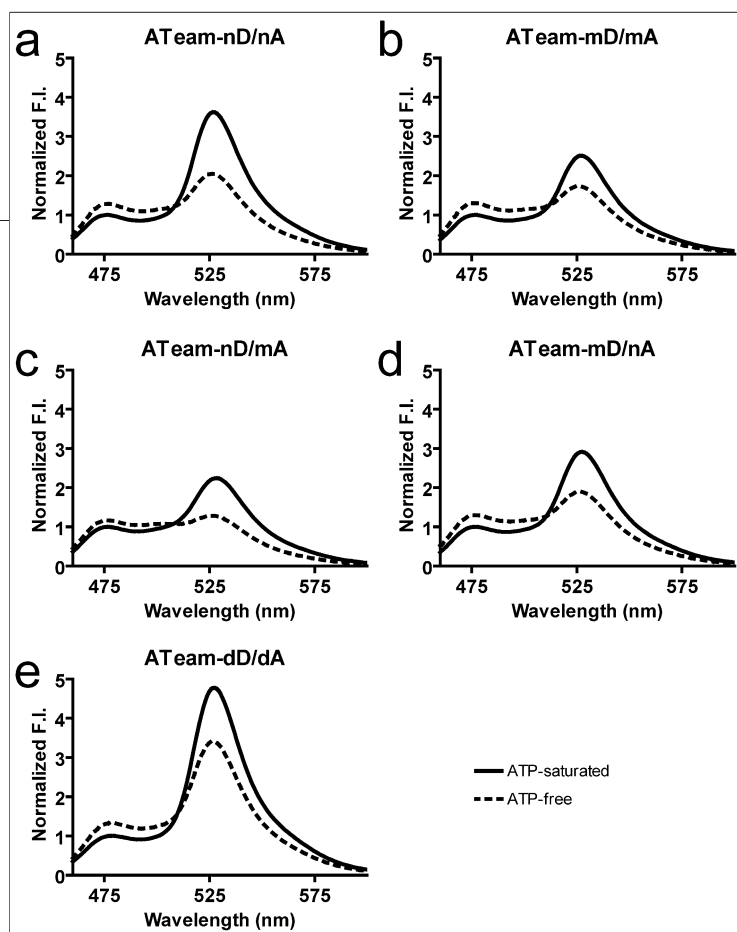 a
ATeam-nD/nA
5
4
3
2
1
0
Normalized F.I.
475 525 575
Wavelength (nm)
b
ATeam-mD/mA
5
4
3
2
1
0
Normalized F.I.
475 525 575
Wavelength (nm)
c
ATeam-nD/mA
5
4
3
2
1
0
Normalized F.I.
475 525 575
Wavelength (nm)
d
ATeam-mD/nA
5
4
3
2
1
0
Normalized F.I.
475 525 575
Wavelength (nm)
e
ATeam-dD/dA
5
4
3
2
1
0
Normalized F.I.
475 525 575
Wavelength (nm)
ATP-saturated
ATP-free